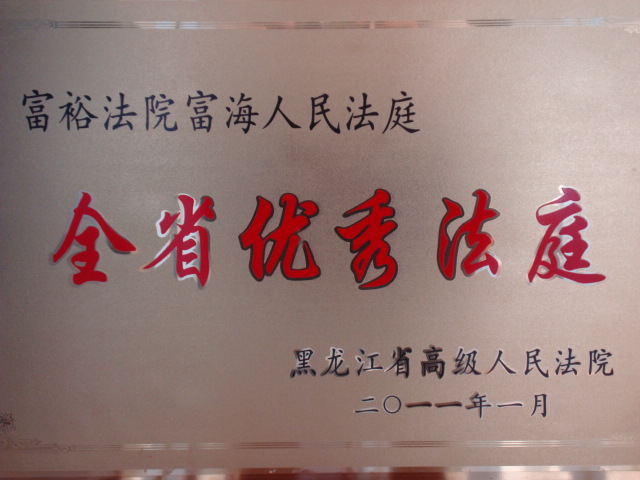 富裕法院富海人民法庭
全省优秀法庭
黑龙江省高级人民法院
二〇一一年一月